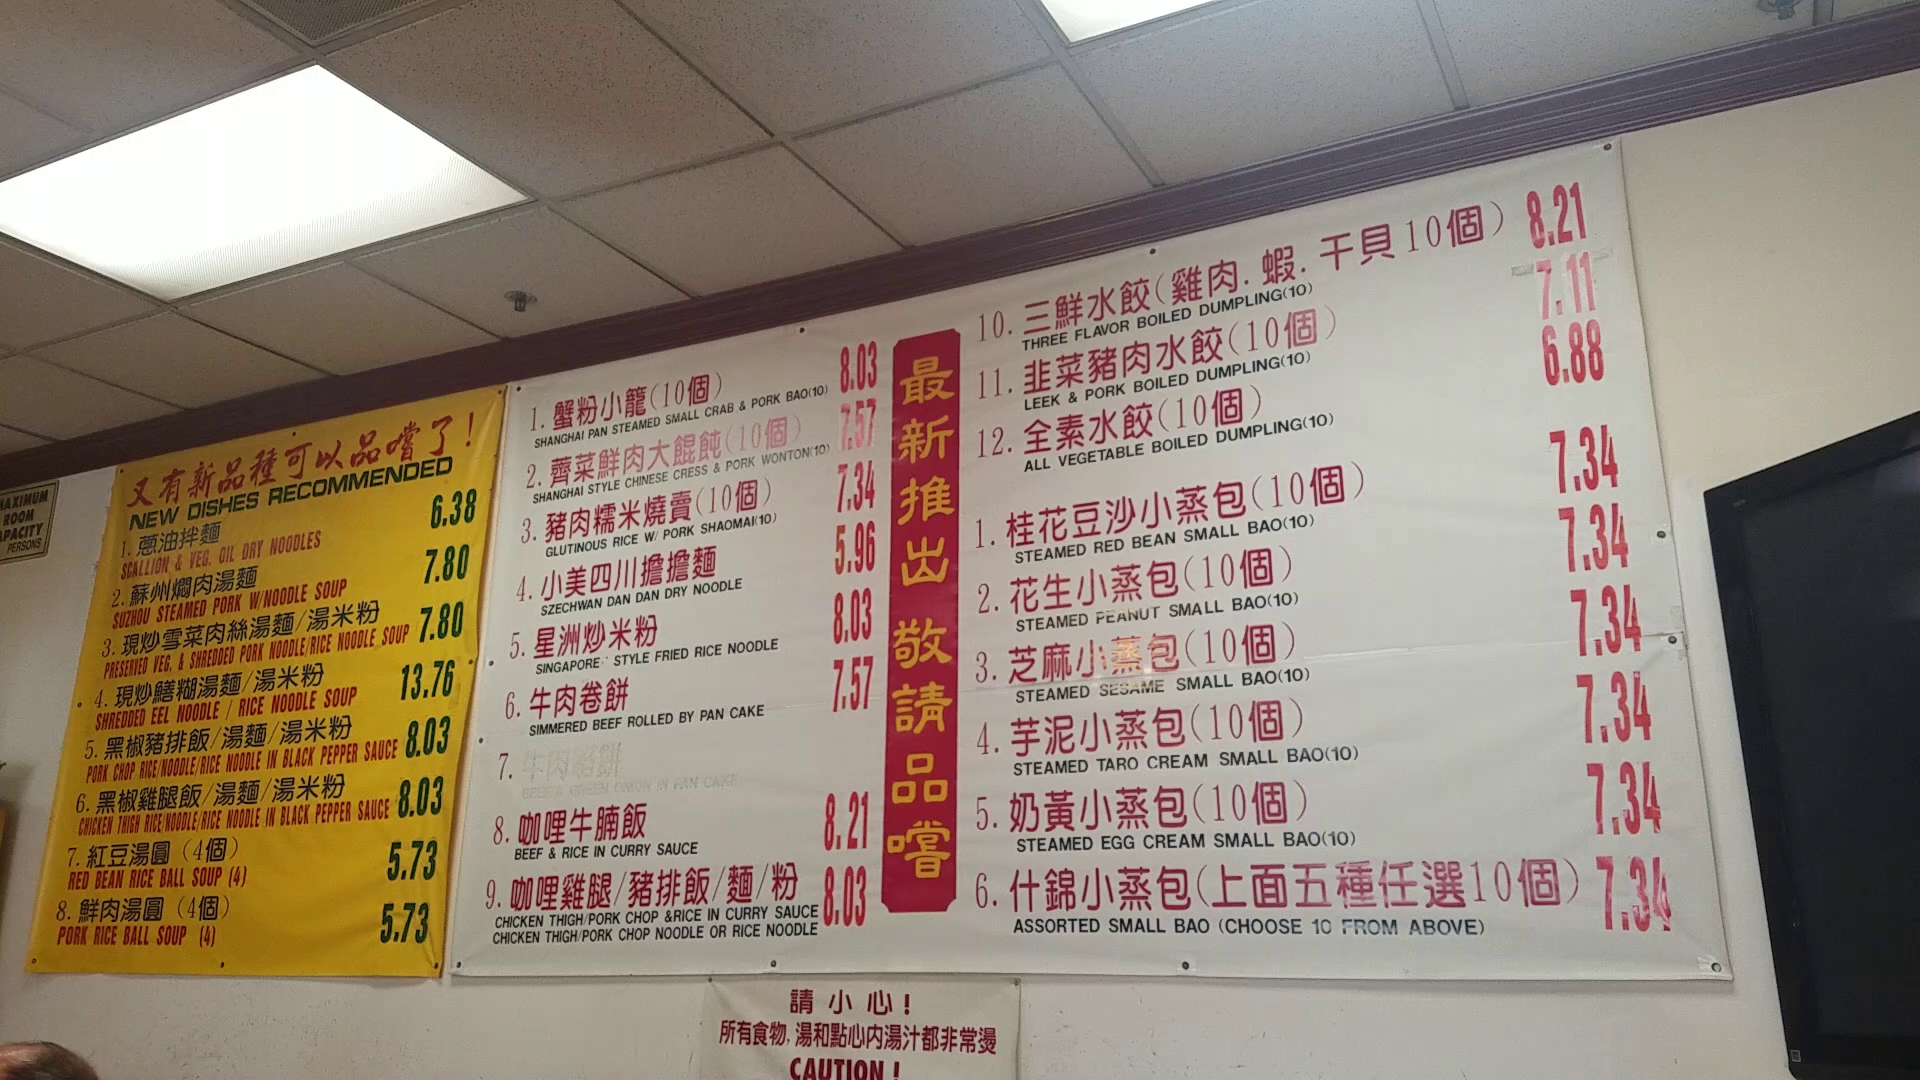 MAXIMUM
ROOM
CAPACITY
PERSONS
又有新品種可以品嚐了!
NEW DISHES RECOMMENDED
1. 蔥油拌麵 6.38
SCALLION & VEG. OIL DRY NOODLES
2. 蘇州燜肉湯麵 7.80
SUZHOU STEAMED PORK W/NOODLE SOUP
3. 現炒雪菜肉絲湯麵/湯米粉 7.80
PRESERVED VEG. & SHREDDED PORK NOODLE/RICE NOODLE SOUP
4. 現炒鱔糊湯麵/湯米粉 13.76
SHREDDED EEL NOODLE / RICE NOODLE SOUP
5. 黑椒豬排飯/湯麵/湯米粉 8.03
PORK CHOP RICE/NOODLE/RICE NOODLE IN BLACK PEPPER SAUCE
6. 黑椒雞腿飯/湯麵/湯米粉 8.03
CHICKEN THIGH RICE/NOODLE/RICE NOODLE IN BLACK PEPPER SAUCE
7. 紅豆湯圓 (4個) 5.73
RED BEAN RICE BALL SOUP (4)
8. 鮮肉湯圓 (4個) 5.73
PORK RICE BALL SOUP (4)
1. 蟹粉小籠(10個) 8.03
SHANGHAI PAN STEAMED SMALL CRAB & PORK BAO(10)
2. 薺菜鮮肉大餛飩(10個) 7.57
SHANGHAI STYLE CHINESE CRESS & PORK WONTON(10)
3. 豬肉糯米燒賣(10個) 7.34
GLUTINOUS RICE W/ PORK SHAOMAI(10)
4. 小美四川擔擔麵 5.96
SZECHWAN DAN DAN DRY NOODLE
5. 星洲炒米粉 8.03
SINGAPORE STYLE FRIED RICE NOODLE
6. 牛肉卷餅 7.57
SIMMERED BEEF ROLLED BY PAN CAKE
7. 牛肉餡餅
BEEF & GREEN ONION IN PAN CAKE
8. 咖哩牛腩飯 8.21
BEEF & RICE IN CURRY SAUCE
9. 咖哩雞腿/豬排飯/麵/粉 8.03
CHICKEN THIGH/PORK CHOP &RICE IN CURRY SAUCE
CHICKEN THIGH/PORK CHOP NOODLE OR RICE NOODLE
最新推出 敬請品嚐
10. 三鮮水餃(雞肉.蝦.干貝10個) 8.21
THREE FLAVOR BOILED DUMPLING(10)
11. 韭菜豬肉水餃(10個) 7.11
LEEK & PORK BOILED DUMPLING(10)
12. 全素水餃(10個) 6.88
ALL VEGETABLE BOILED DUMPLING(10)
1. 桂花豆沙小蒸包(10個) 7.34
STEAMED RED BEAN SMALL BAO(10)
2. 花生小蒸包(10個) 7.34
STEAMED PEANUT SMALL BAO(10)
3. 芝麻小蒸包(10個) 7.34
STEAMED SESAME SMALL BAO(10)
4. 芋泥小蒸包(10個) 7.34
STEAMED TARO CREAM SMALL BAO(10)
5. 奶黃小蒸包(10個) 7.34
STEAMED EGG CREAM SMALL BAO(10)
6. 什錦小蒸包(上面五種任選10個) 7.34
ASSORTED SMALL BAO (CHOOSE 10 FROM ABOVE)
請小心!
所有食物,湯和點心內湯汁都非常燙
CAUTION!